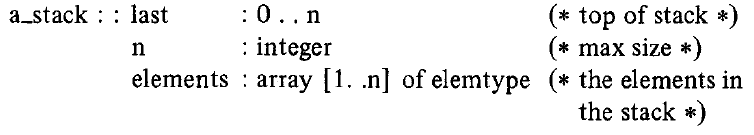 a_stack : : last : 0 . . n (* top of stack *)
n : integer (* max size *)
elements : array [1. .n] of elemtype (* the elements in
the stack *)